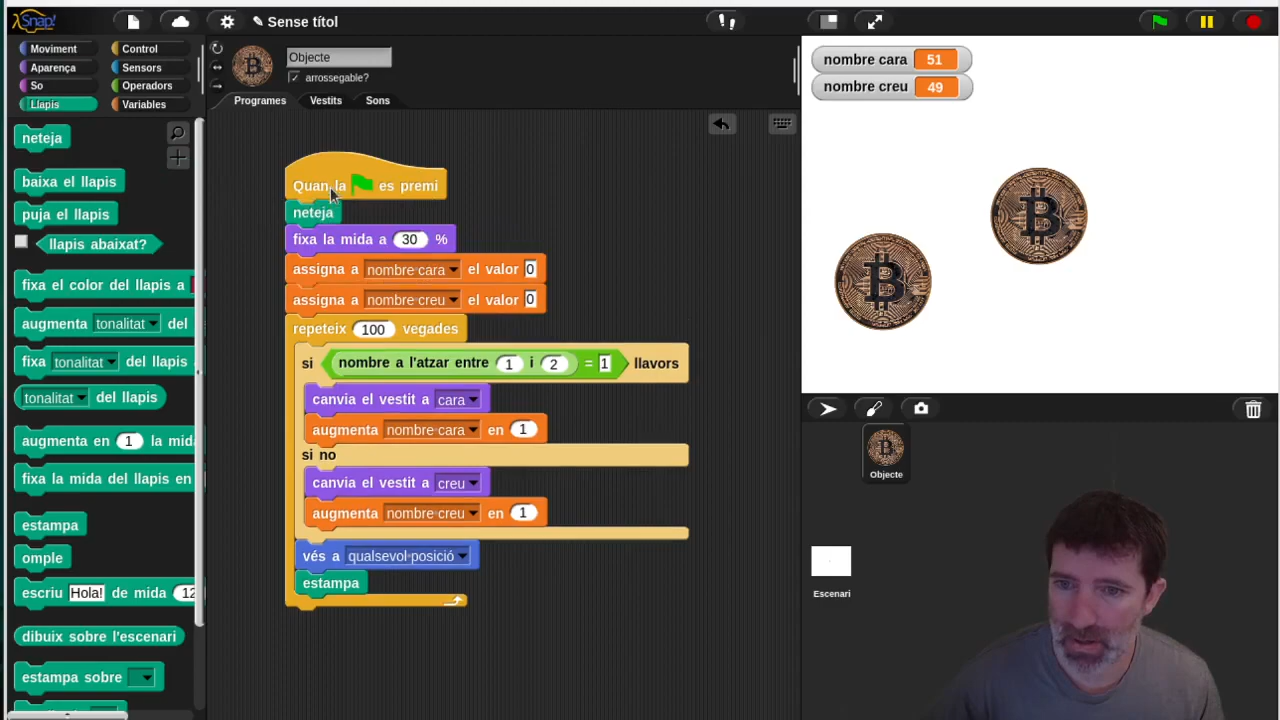 Snap!
Sense títol
Moviment
Control
Aparença
Sensors
So
Operadors
Llapis
Variables
neteja
baixa el llapis
puja el llapis
llapis abaixat?
fixa el color del llapis a
augmenta tonalitat del
fixa tonalitat del llapis
tonalitat del llapis
augmenta en 1 la mid
fixa la mida del llapis en
estampa
omple
escriu Hola! de mida 12
dibuix sobre l'escenari
estampa sobre
Objecte
arrossegable?
Programes
Vestits
Sons
Quan la es premi
neteja
fixa la mida a 30 %
assigna a nombre cara el valor 0
assigna a nombre creu el valor 0
repeteix 100 vegades
si nombre a l'atzar entre 1 i 2 = 1 llavors
canvia el vestit a cara
augmenta nombre cara en 1
si no
canvia el vestit a creu
augmenta nombre creu en 1
vés a qualsevol posició
estampa
nombre cara 51
nombre creu 49
Objecte
Escenari